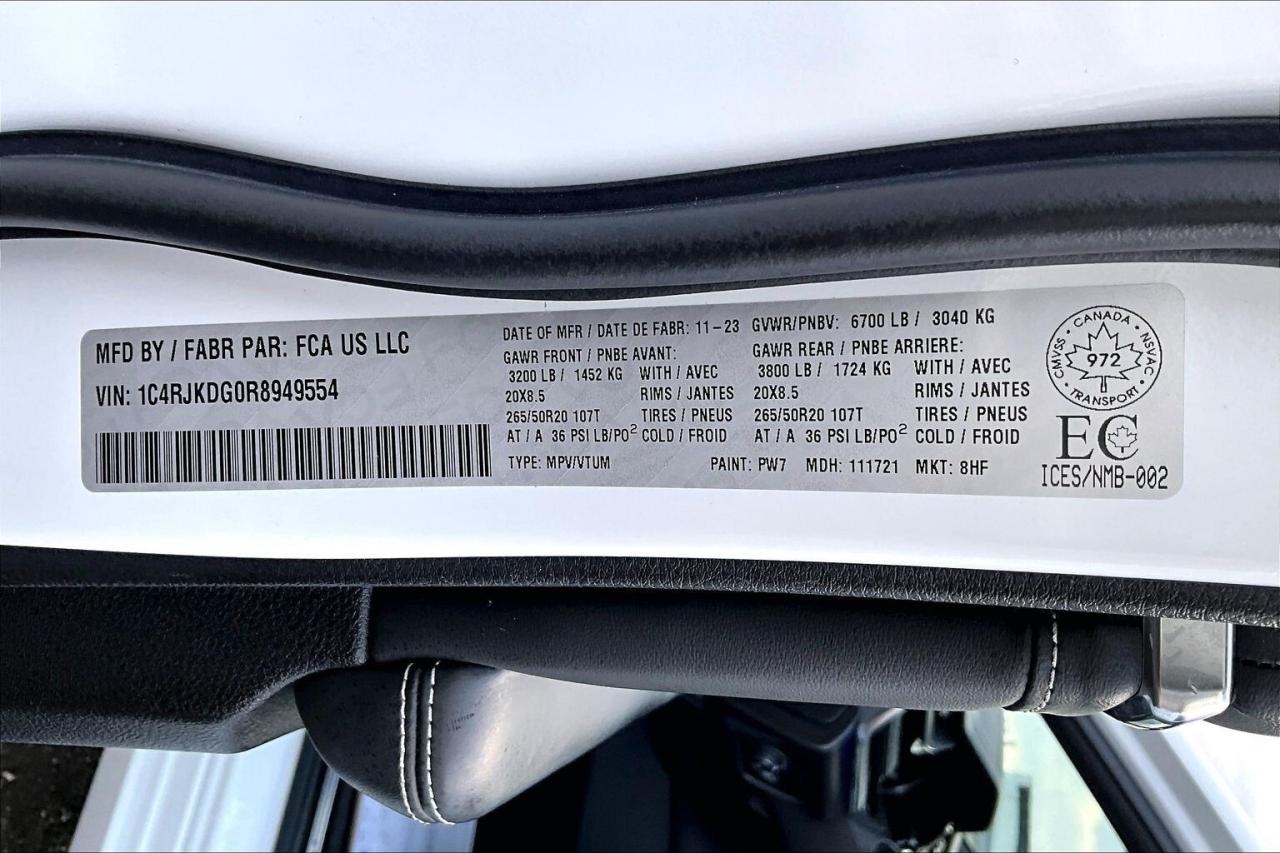 MFD BY / FABR PAR: FCA US LLC
VIN: 1C4RJKDG0R8949554
DATE OF MFR / DATE DE FABR: 11-23
GAWR FRONT / PNBE AVANT:
3200 LB / 1452 KG WITH / AVEC
20X8.5 RIMS / JANTES
265/50R20 107T TIRES / PNEUS
AT / A 36 PSI LB/PO² COLD / FROID
TYPE: MPV/VTUM
GVWR/PNBV: 6700 LB / 3040 KG
GAWR REAR / PNBE ARRIERE:
3800 LB / 1724 KG WITH / AVEC
20X8.5 RIMS / JANTES
265/50R20 107T TIRES / PNEUS
AT / A 36 PSI LB/PO² COLD / FROID
PAINT: PW7 MDH: 111721 MKT: 8HF
CANADA
CMVSS
NSVAC
972
TRANSPORT
EC
ICES/NMB-002